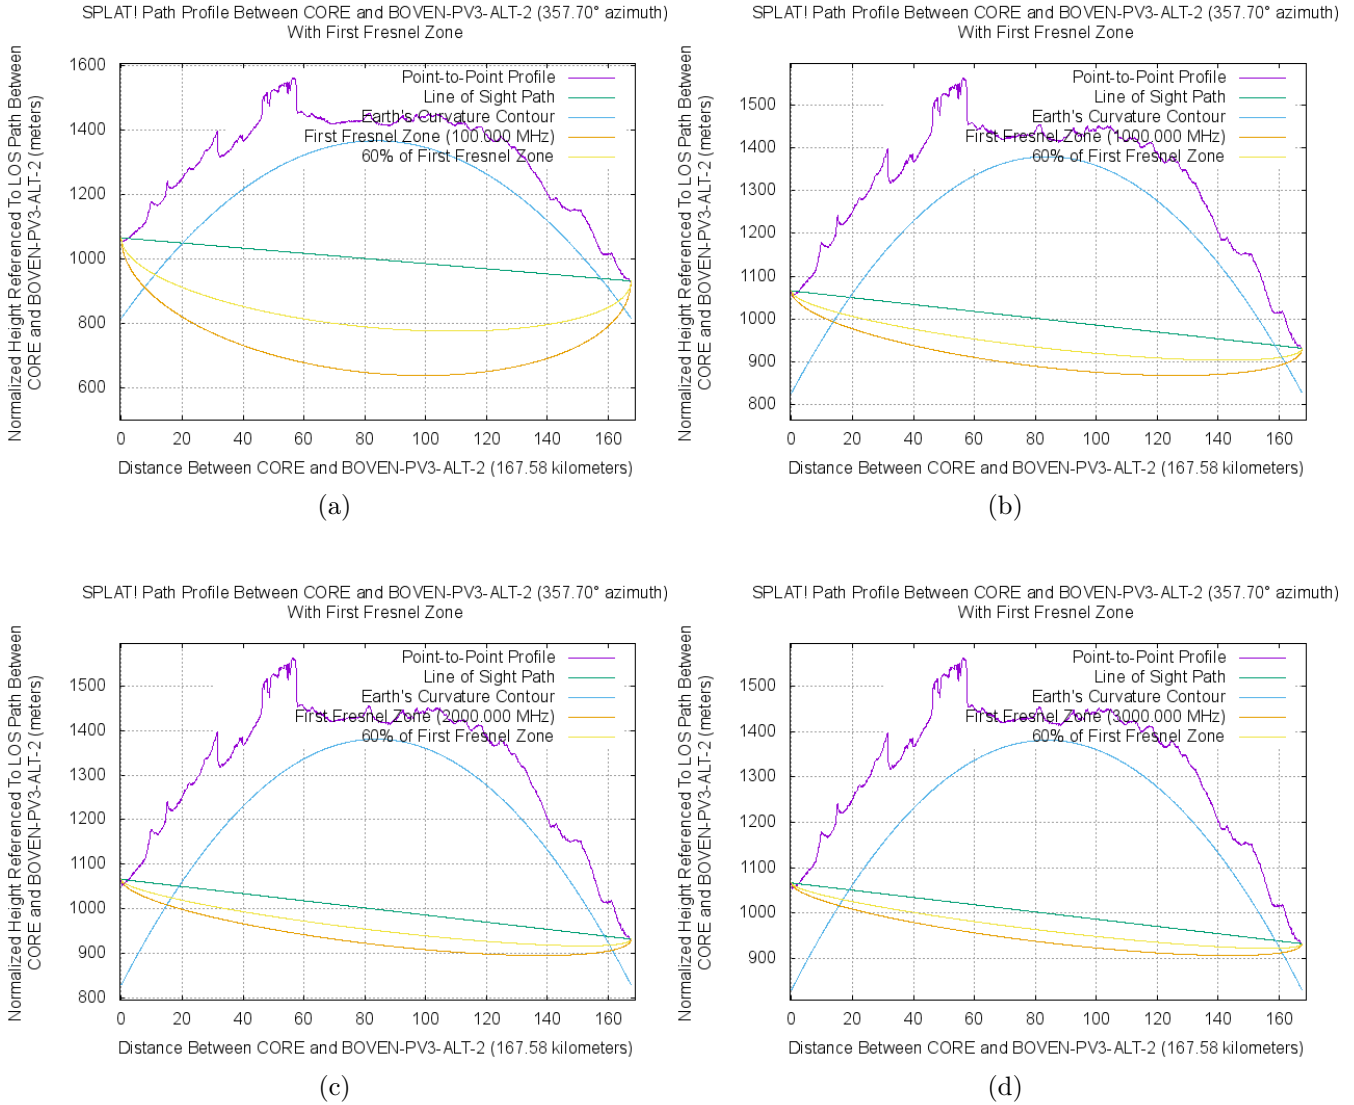 SPLAT! Path Profile Between CORE and BOVEN-PV3-ALT-2 (357.70° azimuth)
With First Fresnel Zone
Normalized Height Referenced To LOS Path Between
CORE and BOVEN-PV3-ALT-2 (meters)
1600
1400
1200
1000
800
600
Point-to-Point Profile
Line of Sight Path
Earth's Curvature Contour
First Fresnel Zone (100.000 MHz)
60% of First Fresnel Zone
0 20 40 60 80 100 120 140 160
Distance Between CORE and BOVEN-PV3-ALT-2 (167.58 kilometers)
(a)
SPLAT! Path Profile Between CORE and BOVEN-PV3-ALT-2 (357.70° azimuth)
With First Fresnel Zone
Normalized Height Referenced To LOS Path Between
CORE and BOVEN-PV3-ALT-2 (meters)
1500
1400
1300
1200
1100
1000
900
800
Point-to-Point Profile
Line of Sight Path
Earth's Curvature Contour
First Fresnel Zone (1000.000 MHz)
60% of First Fresnel Zone
0 20 40 60 80 100 120 140 160
Distance Between CORE and BOVEN-PV3-ALT-2 (167.58 kilometers)
(b)
SPLAT! Path Profile Between CORE and BOVEN-PV3-ALT-2 (357.70° azimuth)
With First Fresnel Zone
Normalized Height Referenced To LOS Path Between
CORE and BOVEN-PV3-ALT-2 (meters)
1500
1400
1300
1200
1100
1000
900
800
Point-to-Point Profile
Line of Sight Path
Earth's Curvature Contour
First Fresnel Zone (2000.000 MHz)
60% of First Fresnel Zone
0 20 40 60 80 100 120 140 160
Distance Between CORE and BOVEN-PV3-ALT-2 (167.58 kilometers)
(c)
SPLAT! Path Profile Between CORE and BOVEN-PV3-ALT-2 (357.70° azimuth)
With First Fresnel Zone
Normalized Height Referenced To LOS Path Between
CORE and BOVEN-PV3-ALT-2 (meters)
1500
1400
1300
1200
1100
1000
900
Point-to-Point Profile
Line of Sight Path
Earth's Curvature Contour
First Fresnel Zone (3000.000 MHz)
60% of First Fresnel Zone
0 20 40 60 80 100 120 140 160
Distance Between CORE and BOVEN-PV3-ALT-2 (167.58 kilometers)
(d)